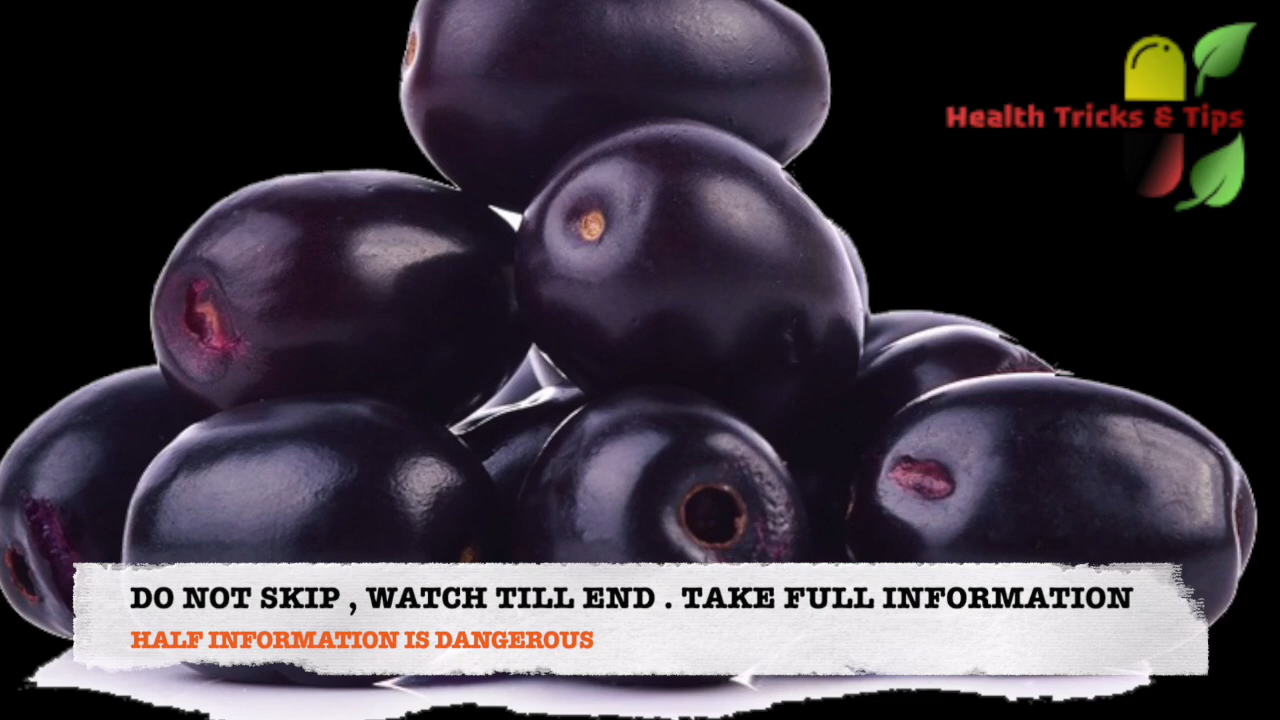 Health Tricks & Tips
DO NOT SKIP , WATCH TILL END . TAKE FULL INFORMATION
HALF INFORMATION IS DANGEROUS